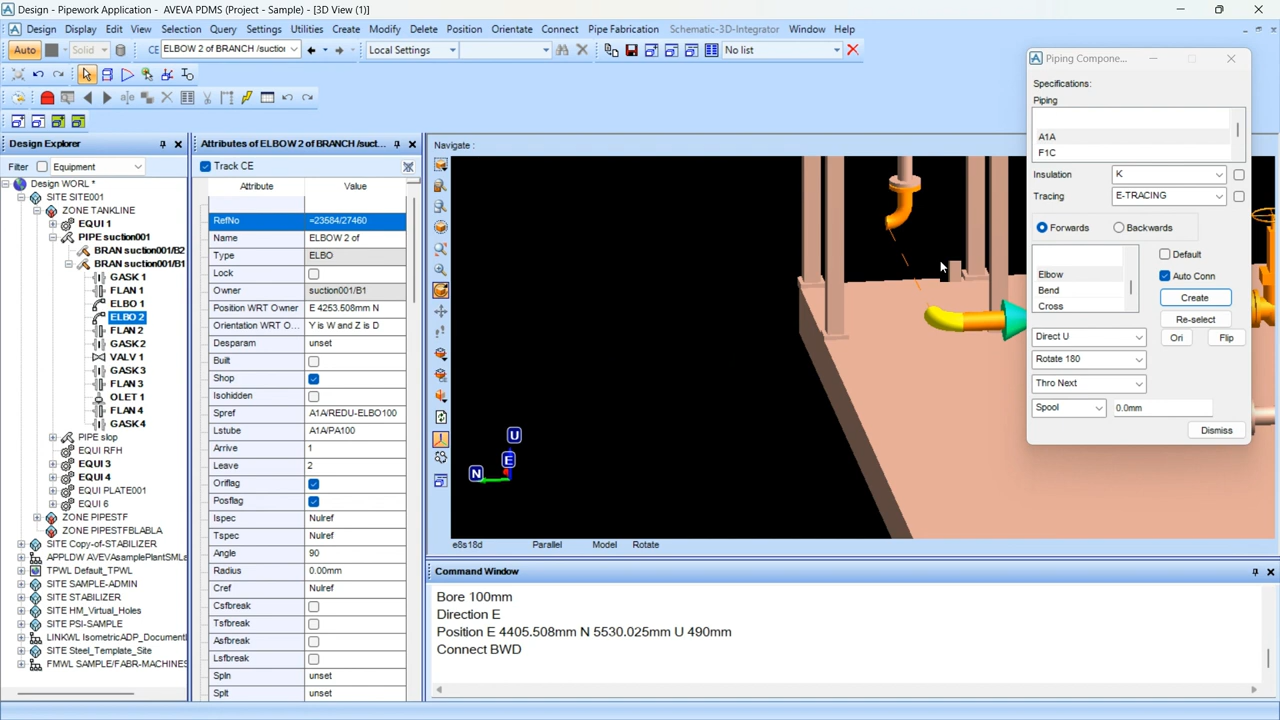 Design - Pipework Application - AVEVA PDMS (Project - Sample) - [3D View (1)]
Design Display Edit View Selection Query Settings Utilities Create Modify Delete Position Orientate Connect Pipe Fabrication Schematic-3D-Integrator Window Help
Auto Solid CE ELBOW 2 of BRANCH /suctio Local Settings No list
Design Explorer
Filter Equipment
Design WORL *
SITE SITE001
ZONE TANKLINE
EQUI 1
PIPE suction001
BRAN suction001/B2
BRAN suction001/B1
GASK 1
FLAN 1
ELBO 1
ELBO 2
FLAN 2
GASK 2
VALV 1
GASK 3
FLAN 3
OLET 1
FLAN 4
GASK 4
PIPE slop
EQUI RFH
EQUI 3
EQUI 4
EQUI PLATE001
EQUI 6
ZONE PIPESTF
ZONE PIPESTFBLABLA
SITE Copy-of-STABILIZER
APPLDW AVEVAsamplePlantSMLa
TPWL Default_TPWL
SITE SAMPLE-ADMIN
SITE STABILIZER
SITE HM_Virtual_Holes
SITE PSI-SAMPLE
LINKWL IsometricADP_Document
SITE Steel_Template_Site
FMWL SAMPLE/FABR-MACHINES
Attributes of ELBOW 2 of BRANCH /suct...
Track CE
Attribute Value
RefNo =23584/27460
Name ELBOW 2 of
Type ELBO
Lock
Owner suction001/B1
Position WRT Owner E 4253.508mm N
Orientation WRT O... Y is W and Z is D
Desparam unset
Built
Shop
Isohidden
Spref A1A/REDU-ELBO100
Lstube A1A/PA100
Arrive 1
Leave 2
Oriflag
Posflag
Ispec Nulref
Tspec Nulref
Angle 90
Radius 0.00mm
Cref Nulref
Csfbreak
Tsfbreak
Asfbreak
Lsfbreak
Spln unset
Splt unset
Navigate :
U
E
N
e8s18d Parallel Model Rotate
Command Window
Bore 100mm
Direction E
Position E 4405.508mm N 5530.025mm U 490mm
Connect BWD
Piping Compone...
Specifications:
Piping
A1A
F1C
Insulation K
Tracing E-TRACING
Forwards Backwards
Elbow
Bend
Cross
Default
Auto Conn
Create
Re-select
Ori Flip
Direct U
Rotate 180
Thro Next
Spool 0.0mm
Dismiss